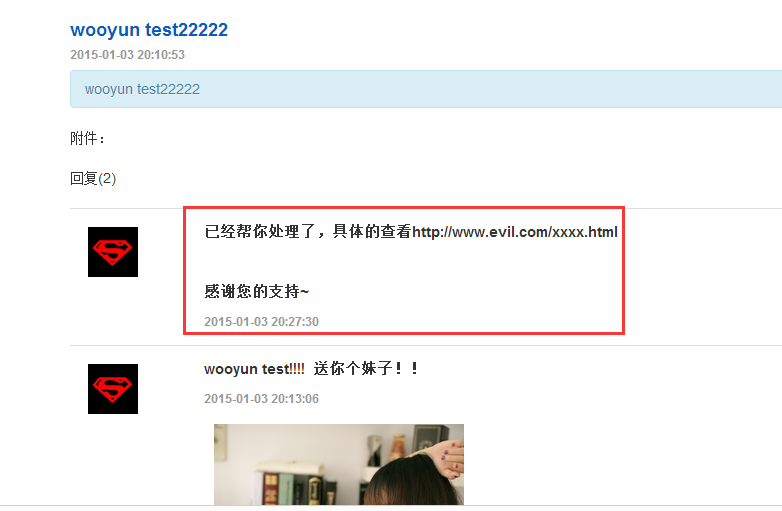 wooyun test22222
2015-01-03 20:10:53
wooyun test22222
附件：
回复(2)
已经帮你处理了，具体的查看http://www.evil.com/xxxx.html
感谢您的支持~
2015-01-03 20:27:30
wooyun test!!!! 送你个妹子！！
2015-01-03 20:13:06